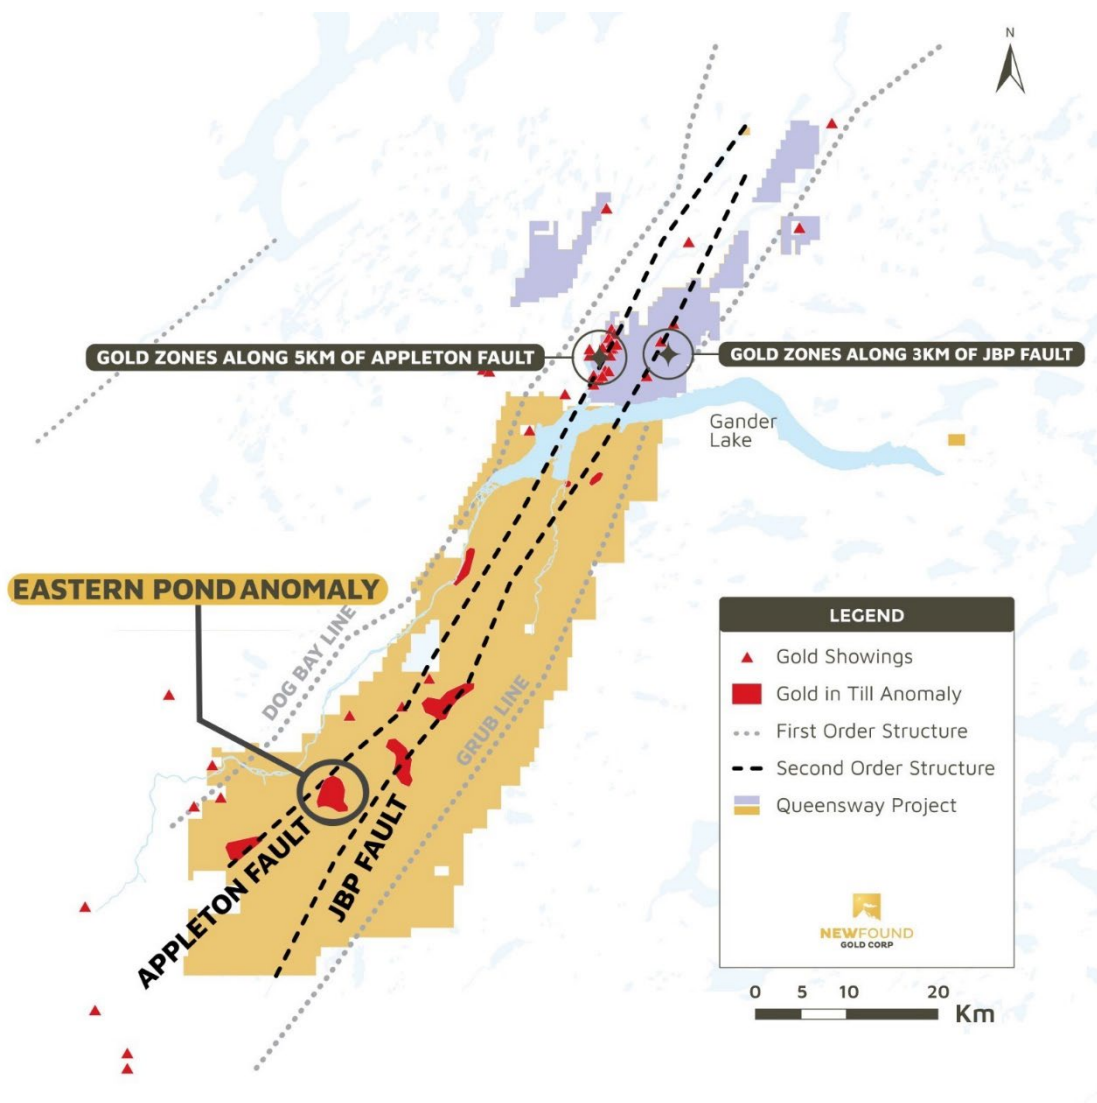 N
GOLD ZONES ALONG 5KM OF APPLETON FAULT
GOLD ZONES ALONG 3KM OF JBP FAULT
Gander
Lake
EASTERN POND ANOMALY
DOG BAY LINE
GRUB LINE
APPLETON FAULT
JBP FAULT
LEGEND
Gold Showings
Gold in Till Anomaly
First Order Structure
Second Order Structure
Queensway Project
NEWFOUND
GOLD CORP
0 5 10 20
Km